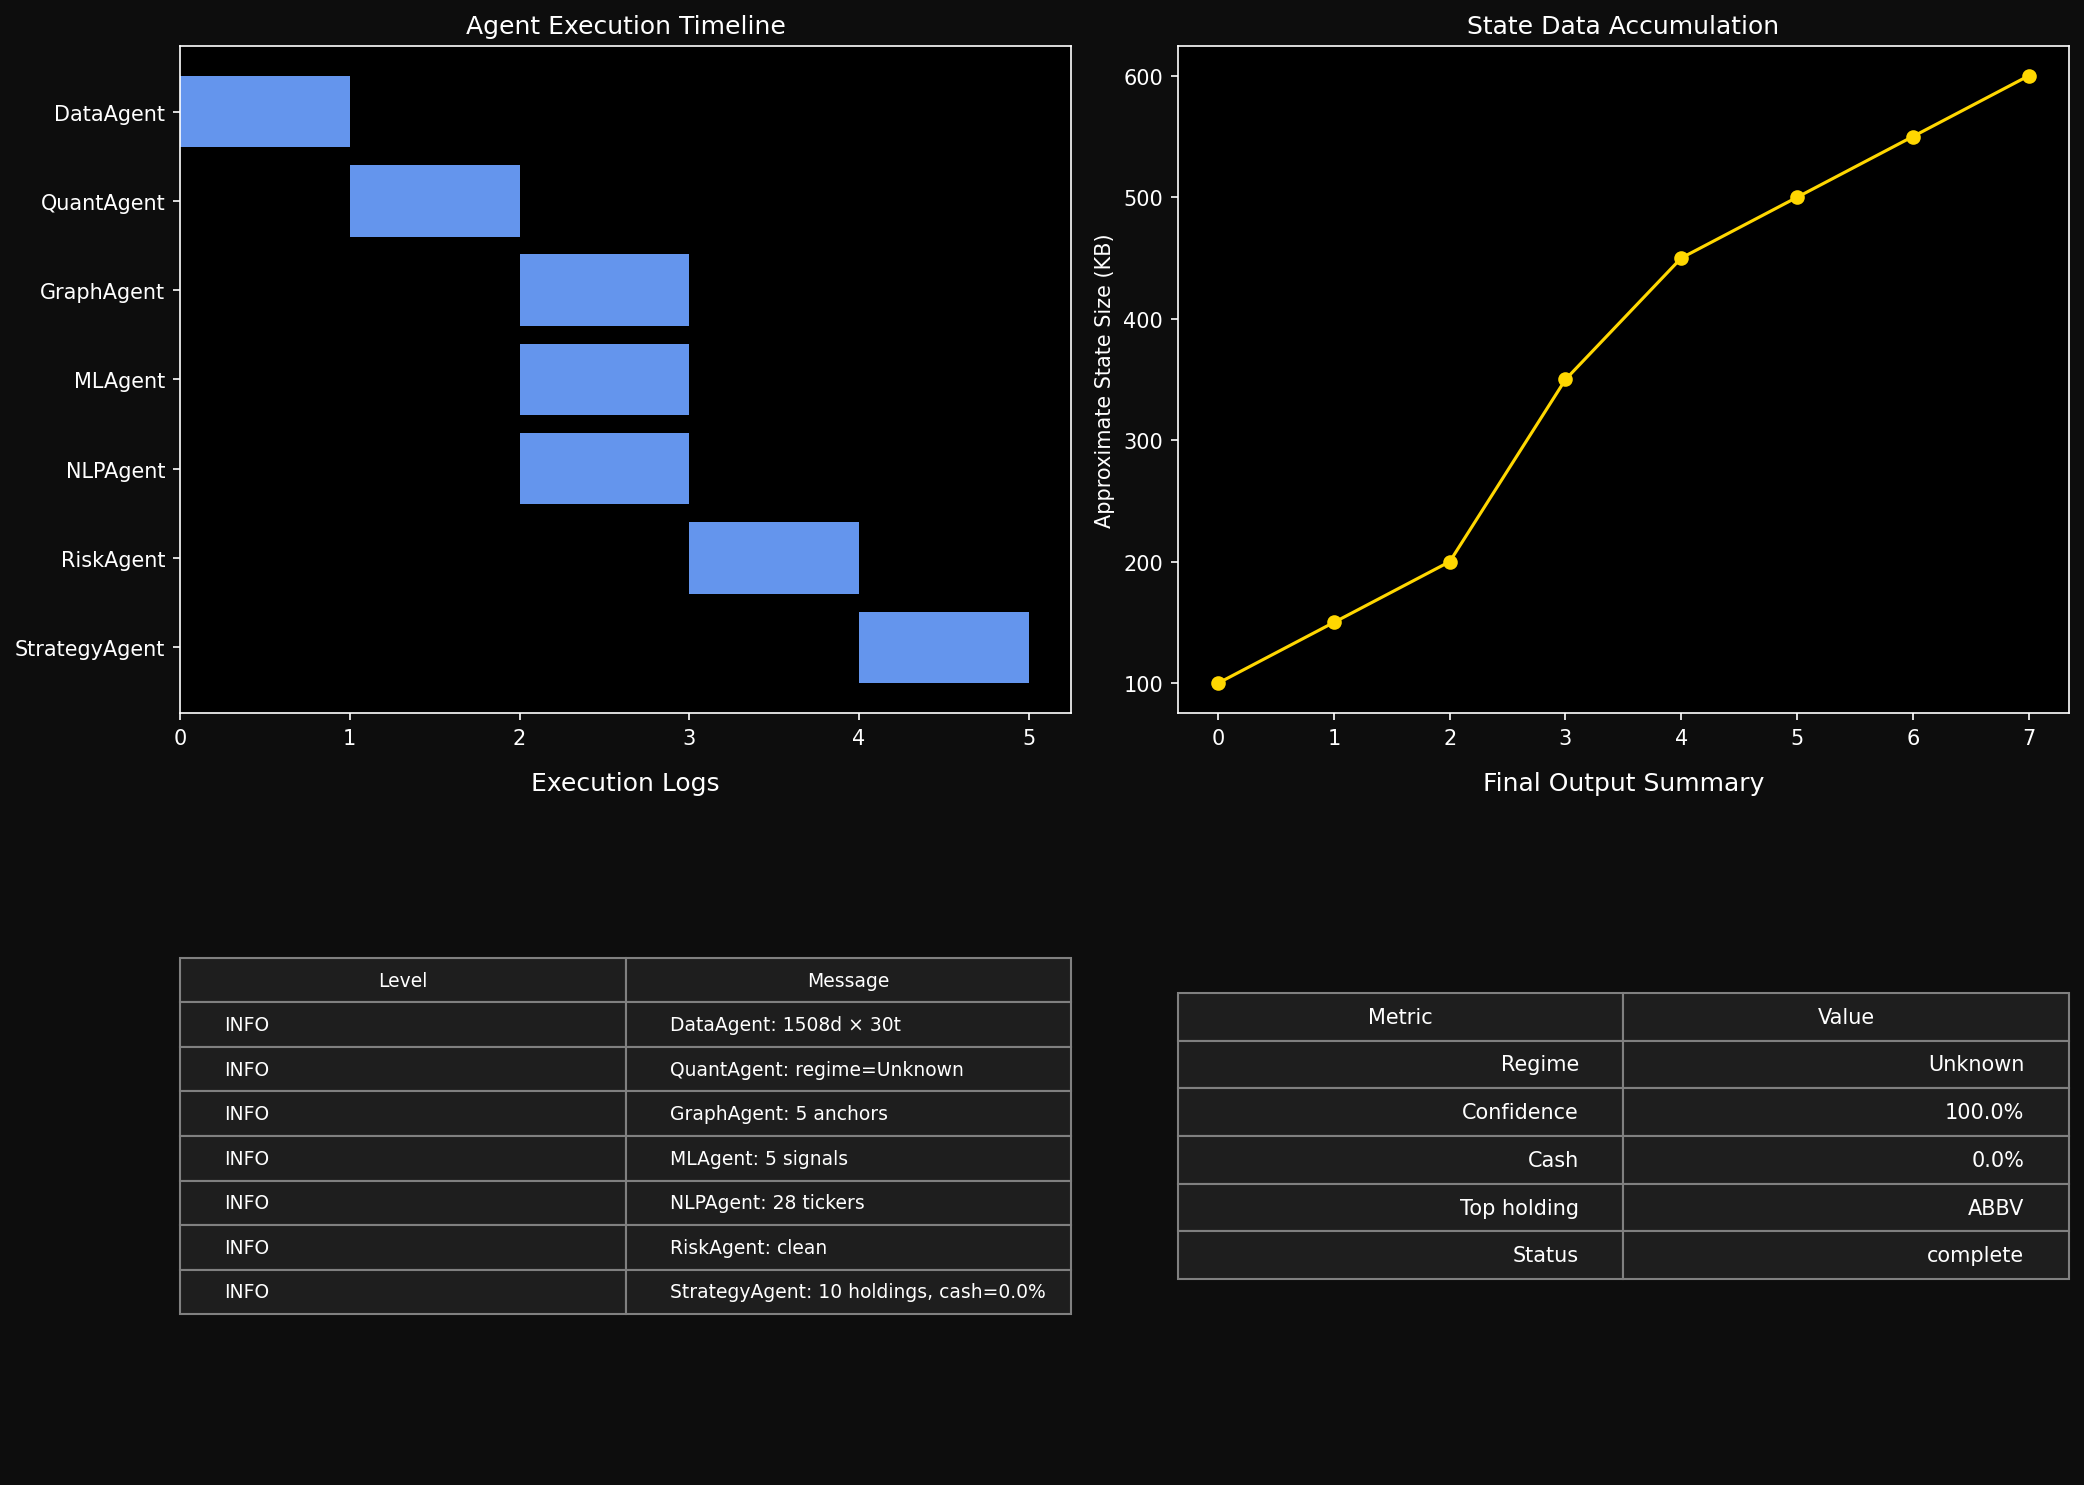 Agent Execution Timeline
DataAgent
QuantAgent
GraphAgent
MLAgent
NLPAgent
RiskAgent
StrategyAgent
0 1 2 3 4 5
State Data Accumulation
Approximate State Size (KB)
600
500
400
300
200
100
0 1 2 3 4 5 6 7
Execution Logs
Level Message
INFO DataAgent: 1508d × 30t
INFO QuantAgent: regime=Unknown
INFO GraphAgent: 5 anchors
INFO MLAgent: 5 signals
INFO NLPAgent: 28 tickers
INFO RiskAgent: clean
INFO StrategyAgent: 10 holdings, cash=0.0%
Final Output Summary
Metric Value
Regime Unknown
Confidence 100.0%
Cash 0.0%
Top holding ABBV
Status complete